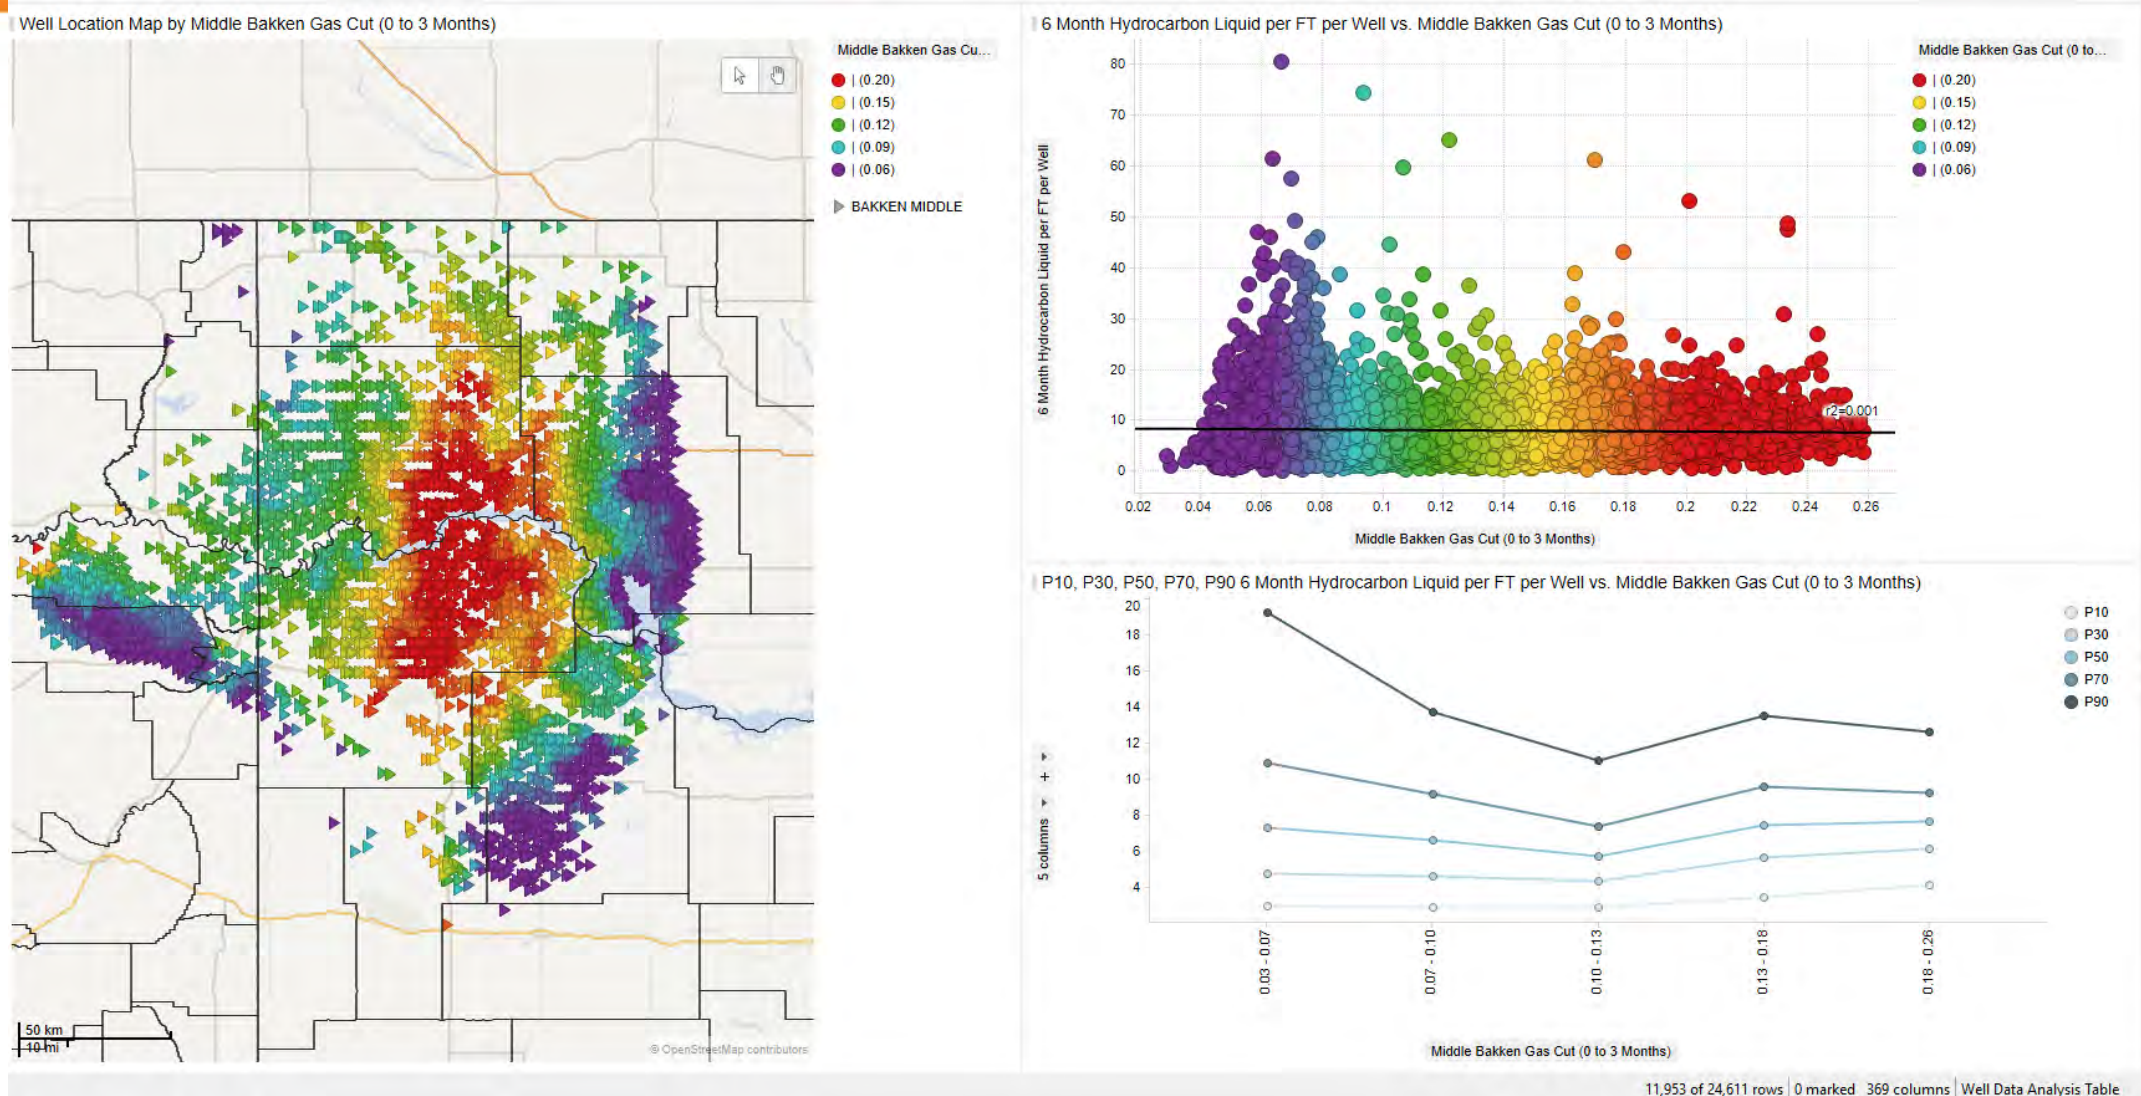 Well Location Map by Middle Bakken Gas Cut (0 to 3 Months)
Middle Bakken Gas Cu...
| (0.20)
| (0.15)
| (0.12)
| (0.09)
| (0.06)
BAKKEN MIDDLE
50 km
10 mi
© OpenStreetMap contributors
6 Month Hydrocarbon Liquid per FT per Well vs. Middle Bakken Gas Cut (0 to 3 Months)
Middle Bakken Gas Cut (0 to...
| (0.20)
| (0.15)
| (0.12)
| (0.09)
| (0.06)
6 Month Hydrocarbon Liquid per FT per Well
80
70
60
50
40
30
20
10
0
r2=0.001
0.02 0.04 0.06 0.08 0.1 0.12 0.14 0.16 0.18 0.2 0.22 0.24 0.26
Middle Bakken Gas Cut (0 to 3 Months)
P10, P30, P50, P70, P90 6 Month Hydrocarbon Liquid per FT per Well vs. Middle Bakken Gas Cut (0 to 3 Months)
P10
P30
P50
P70
P90
5 columns
+
20
18
16
14
12
10
8
6
4
0.03 - 0.07
0.07 - 0.10
0.10 - 0.13
0.13 - 0.18
0.18 - 0.26
Middle Bakken Gas Cut (0 to 3 Months)
11,953 of 24,611 rows | 0 marked 369 columns | Well Data Analysis Table